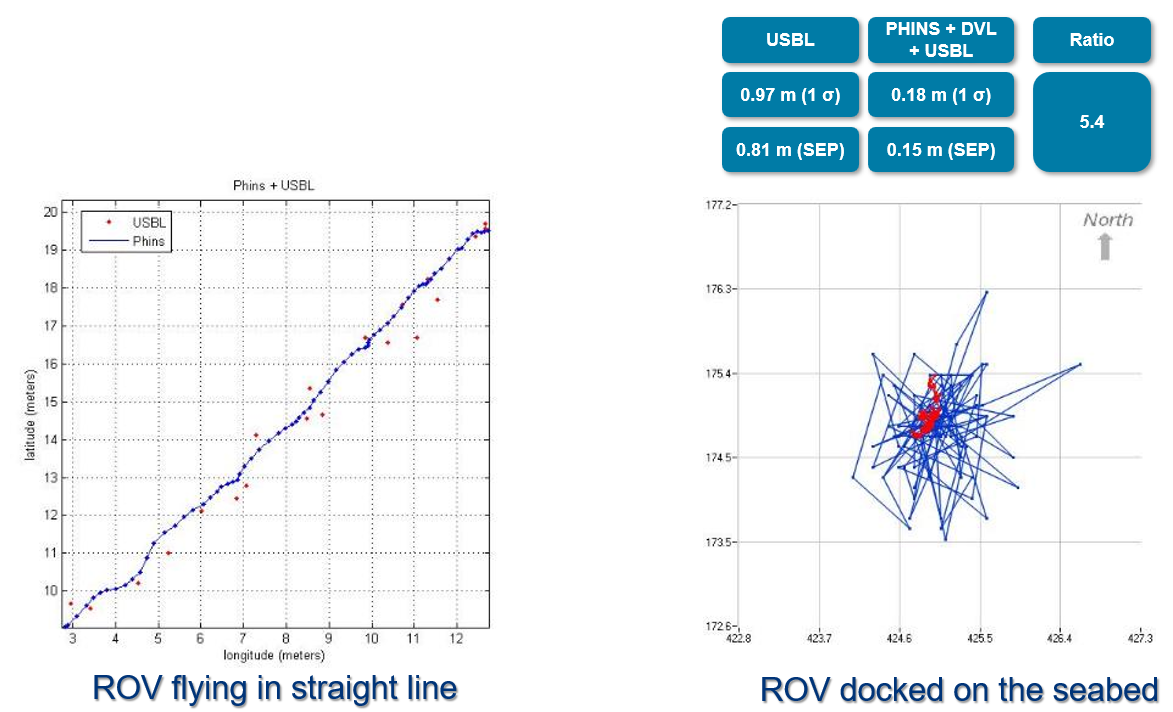 USBL
PHINS + DVL
+ USBL
Ratio
0.97 m (1 σ)
0.18 m (1 σ)
5.4
0.81 m (SEP)
0.15 m (SEP)
Phins + USBL
USBL
Phins
20
19
18
17
16
15
14
13
12
11
10
latitude (meters)
3 4 5 6 7 8 9 10 11 12
longitude (meters)
ROV flying in straight line
North
177.2
176.3
175.4
174.5
173.5
172.6
422.8 423.7 424.6 425.5 426.4 427.3
ROV docked on the seabed